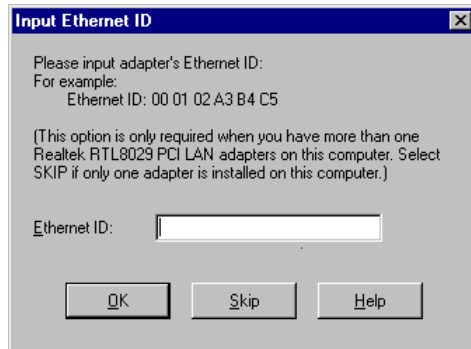 Input Ethernet ID
Please input adapter's Ethernet ID:
For example:
Ethernet ID: 00 01 02 A3 B4 C5
(This option is only required when you have more than one
Realtek RTL8029 PCI LAN adapters on this computer. Select
SKIP if only one adapter is installed on this computer.)
Ethernet ID:
OK Skip Help